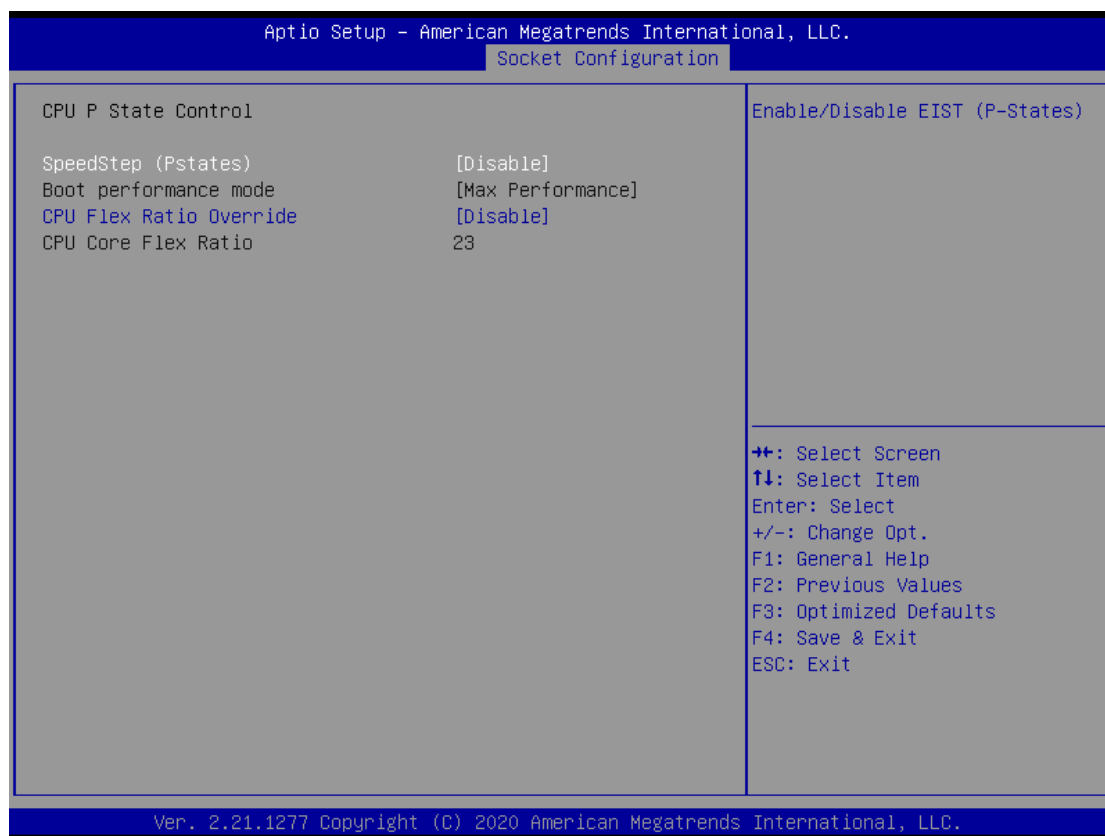 Aptio Setup – American Megatrends International, LLC.
Socket Configuration
CPU P State Control
SpeedStep (Pstates) [Disable]
Boot performance mode [Max Performance]
CPU Flex Ratio Override [Disable]
CPU Core Flex Ratio 23
Enable/Disable EIST (P-States)
→←: Select Screen
↑↓: Select Item
Enter: Select
+/-: Change Opt.
F1: General Help
F2: Previous Values
F3: Optimized Defaults
F4: Save & Exit
ESC: Exit
Ver. 2.21.1277 Copyright (C) 2020 American Megatrends International, LLC.